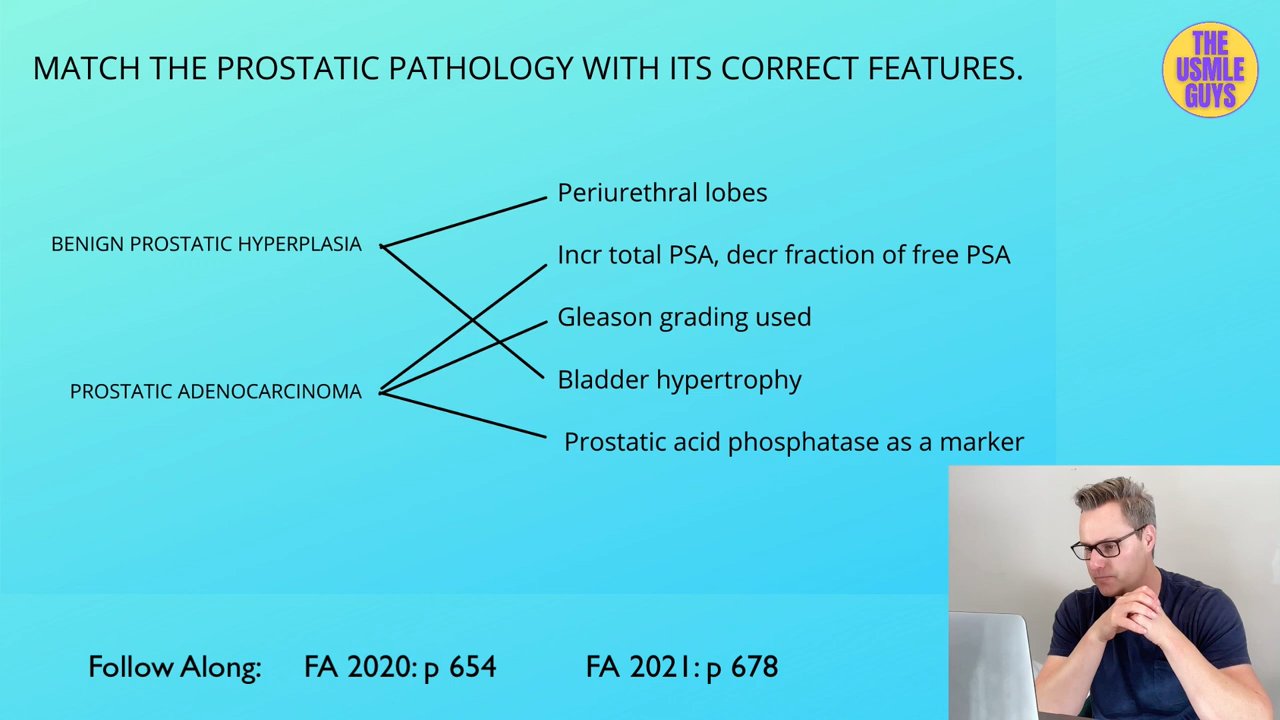 MATCH THE PROSTATIC PATHOLOGY WITH ITS CORRECT FEATURES.
THE
USMLE
GUYS
BENIGN PROSTATIC HYPERPLASIA
PROSTATIC ADENOCARCINOMA
Periurethral lobes
Incr total PSA, decr fraction of free PSA
Gleason grading used
Bladder hypertrophy
Prostatic acid phosphatase as a marker
Follow Along: FA 2020: p 654 FA 2021: p 678